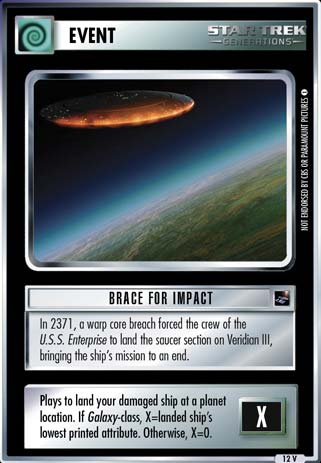 EVENT
STAR TREK
GENERATIONS
NOT ENDORSED BY CBS OR PARAMOUNT PICTURES
BRACE FOR IMPACT
In 2371, a warp core breach forced the crew of the
U.S.S. Enterprise to land the saucer section on Veridian III,
bringing the ship's mission to an end.
Plays to land your damaged ship at a planet
location. If Galaxy-class, X=landed ship's
lowest printed attribute. Otherwise, X=0.
X
12 V